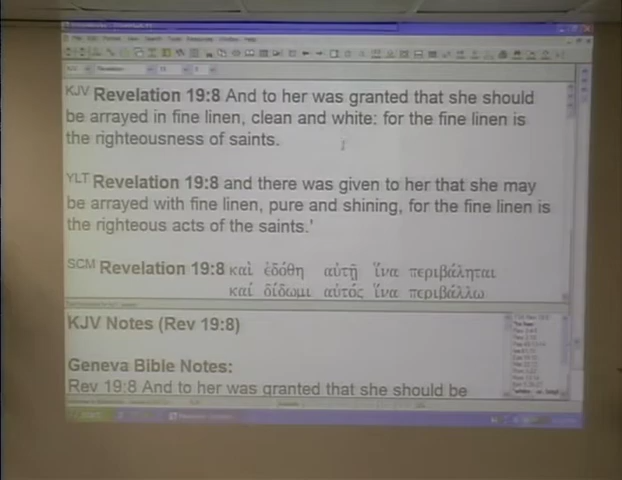 KJV Revelation 19:8 And to her was granted that she should
be arrayed in fine linen, clean and white: for the fine linen is
the righteousness of saints.
YLT Revelation 19:8 and there was given to her that she may
be arrayed with fine linen, pure and shining, for the fine linen is
the righteous acts of the saints.'
SCM Revelation 19:8 καὶ ἐδόθη αὐτῇ ἵνα περιβάληται
καί δίδωμι αὐτός ἵνα περιβάλλω
KJV Notes (Rev 19:8)
Geneva Bible Notes:
Rev 19:8 And to her was granted that she should be